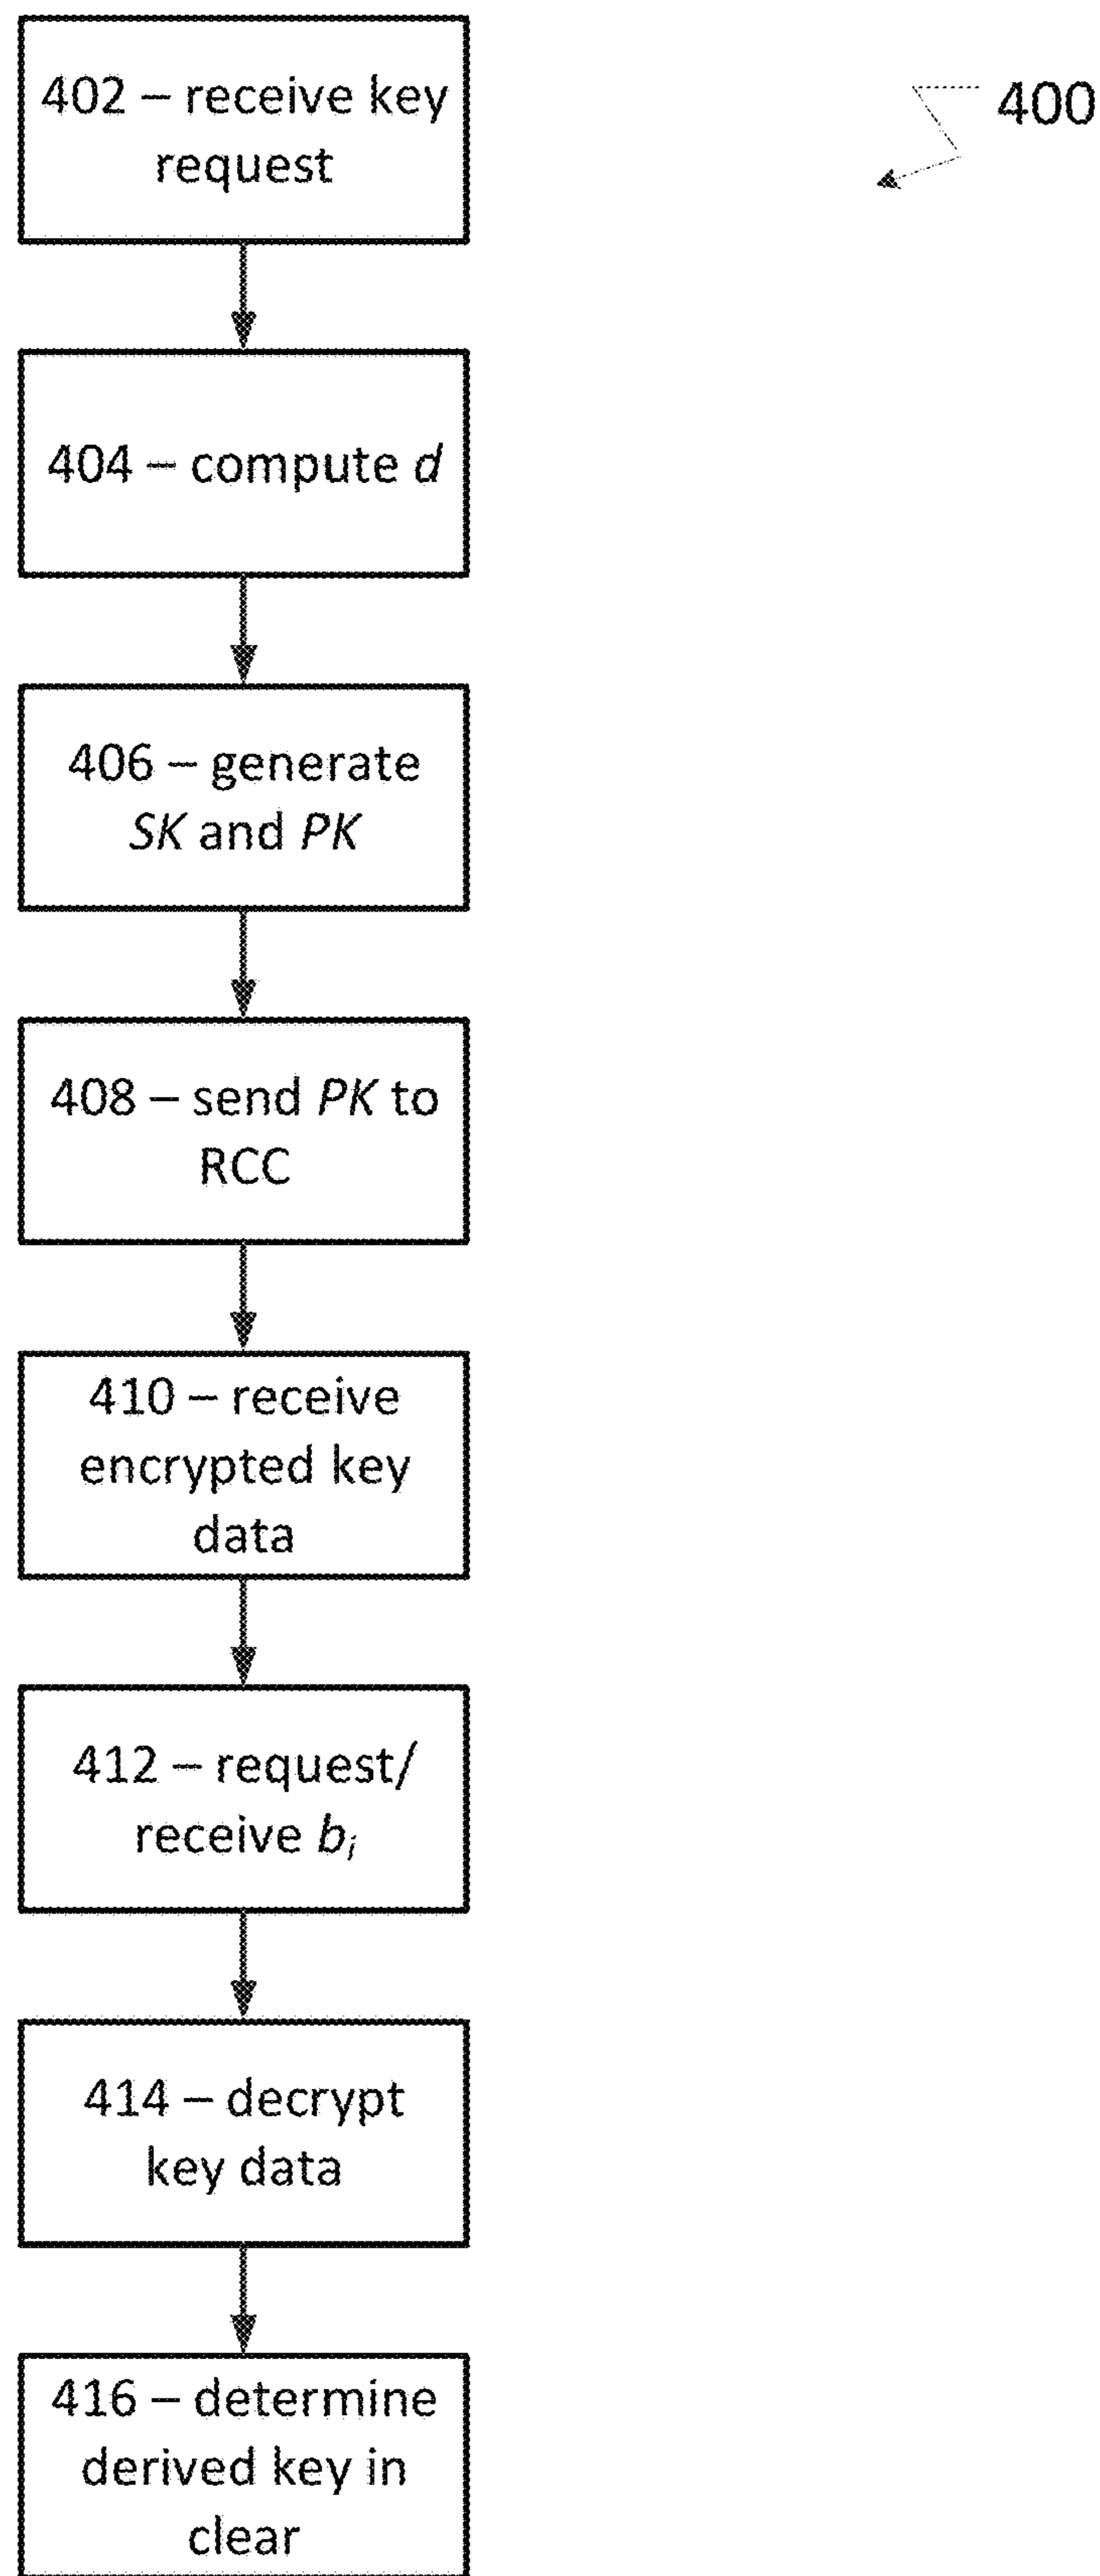 402 – receive key
request
400
404 – compute d
406 – generate
SK and PK
408 – send PK to
RCC
410 – receive
encrypted key
data
412 – request/
receive bᵢ
414 – decrypt
key data
416 – determine
derived key in
clear